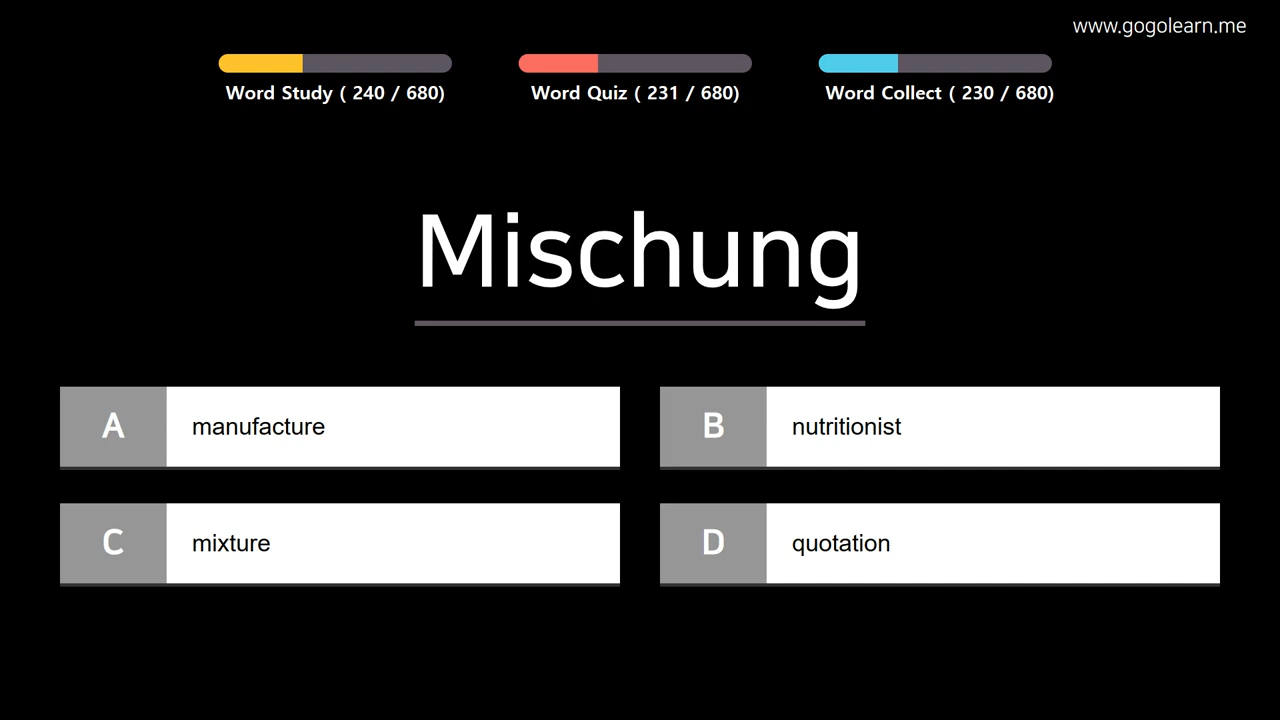 www.gogolearn.me
Word Study ( 240 / 680)
Word Quiz ( 231 / 680)
Word Collect ( 230 / 680)
Mischung
A manufacture
B nutritionist
C mixture
D quotation